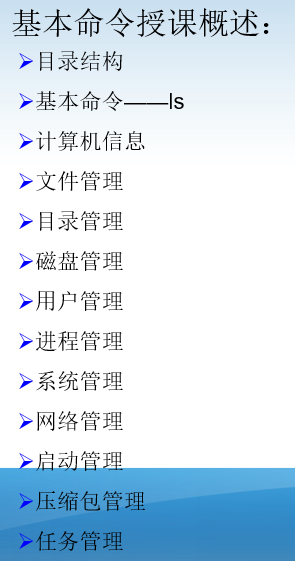 基本命令授课概述：
目录结构
基本命令——ls
计算机信息
文件管理
目录管理
磁盘管理
用户管理
进程管理
系统管理
网络管理
启动管理
压缩包管理
任务管理